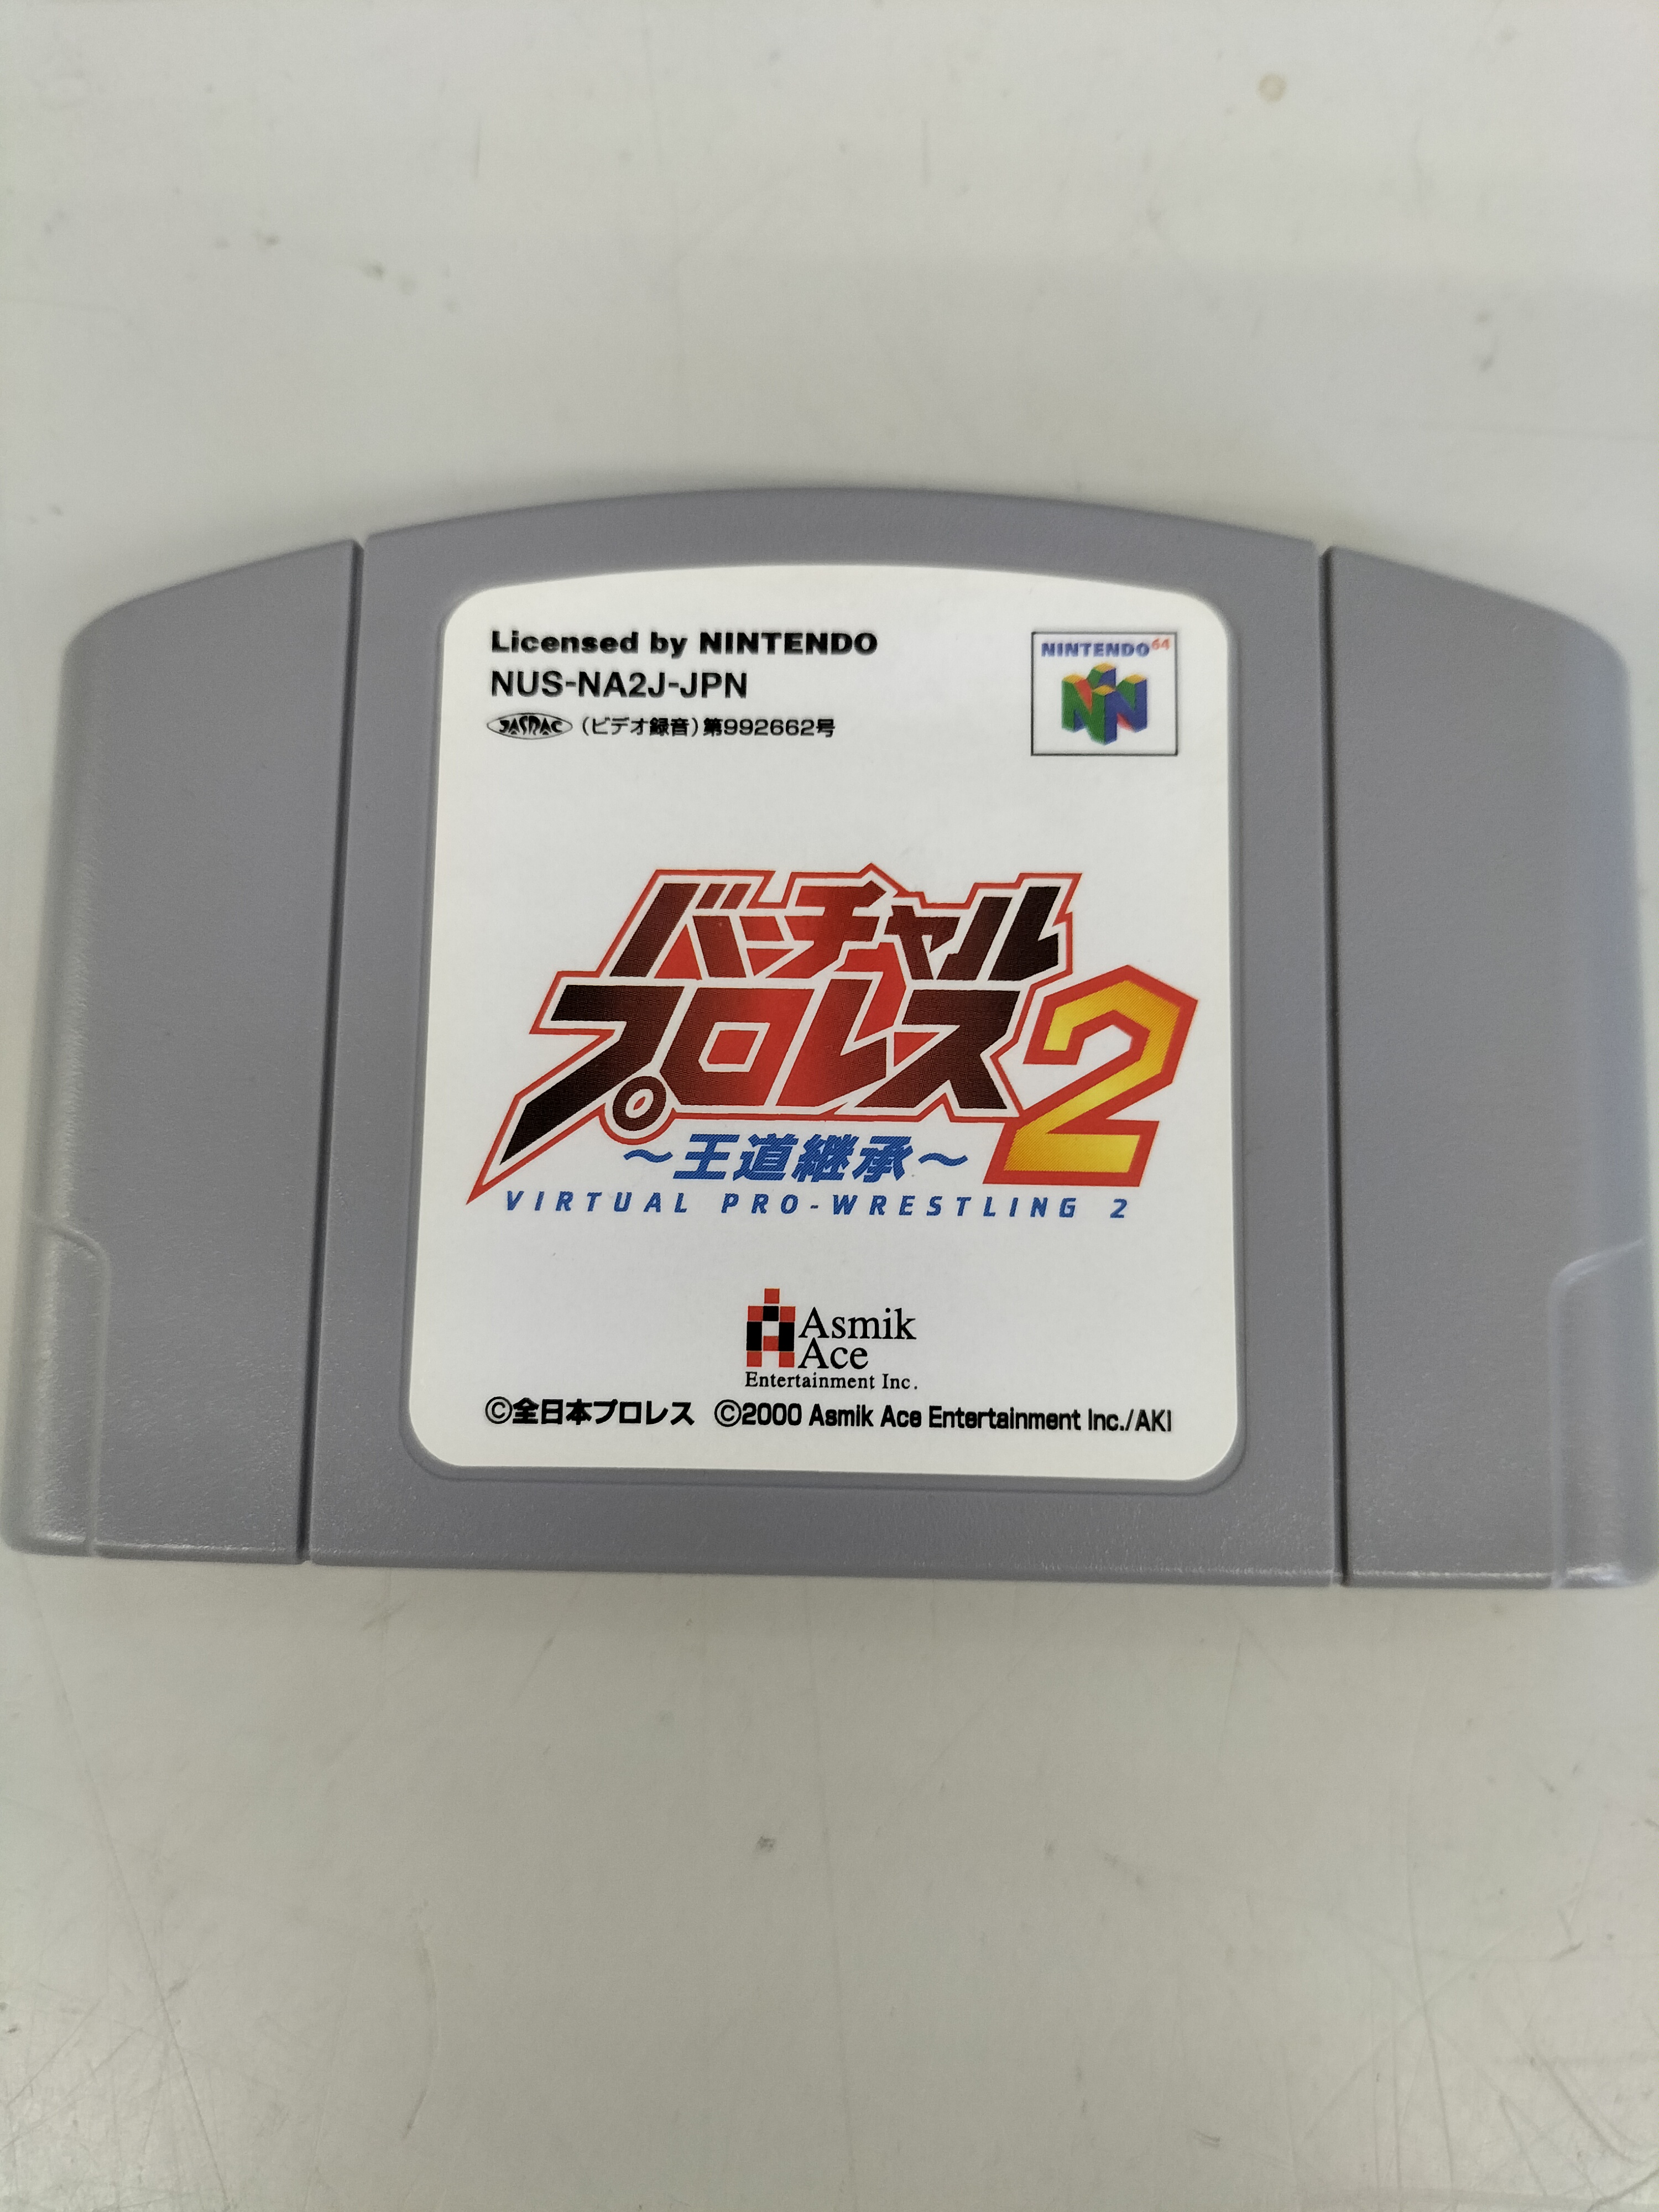 Licensed by NINTENDO
NUS-NA2J-JPN
JASRAC (ビデオ録音)第992662号
NINTENDO64
バーチャル
プロレス2
～王道継承～
VIRTUAL PRO-WRESTLING 2
Asmik
Ace
Entertainment Inc.
©全日本プロレス ©2000 Asmik Ace Entertainment Inc./AKI